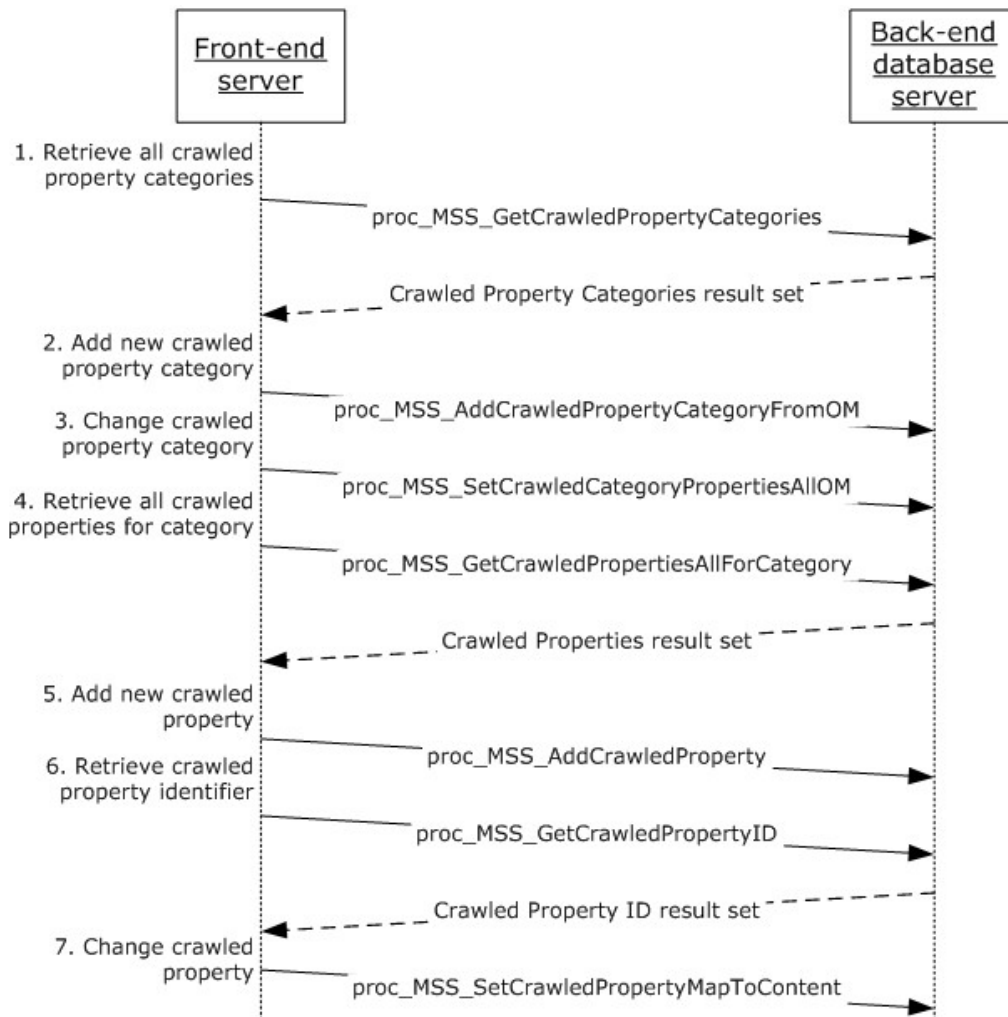 Front-end
server
Back-end
database
server
1. Retrieve all crawled
property categories
proc_MSS_GetCrawledPropertyCategories
Crawled Property Categories result set
2. Add new crawled
property category
proc_MSS_AddCrawledPropertyCategoryFromOM
3. Change crawled
property category
proc_MSS_SetCrawledCategoryPropertiesAllOM
4. Retrieve all crawled
properties for category
proc_MSS_GetCrawledPropertiesAllForCategory
Crawled Properties result set
5. Add new crawled
property
proc_MSS_AddCrawledProperty
6. Retrieve crawled
property identifier
proc_MSS_GetCrawledPropertyID
Crawled Property ID result set
7. Change crawled
property
proc_MSS_SetCrawledPropertyMapToContent